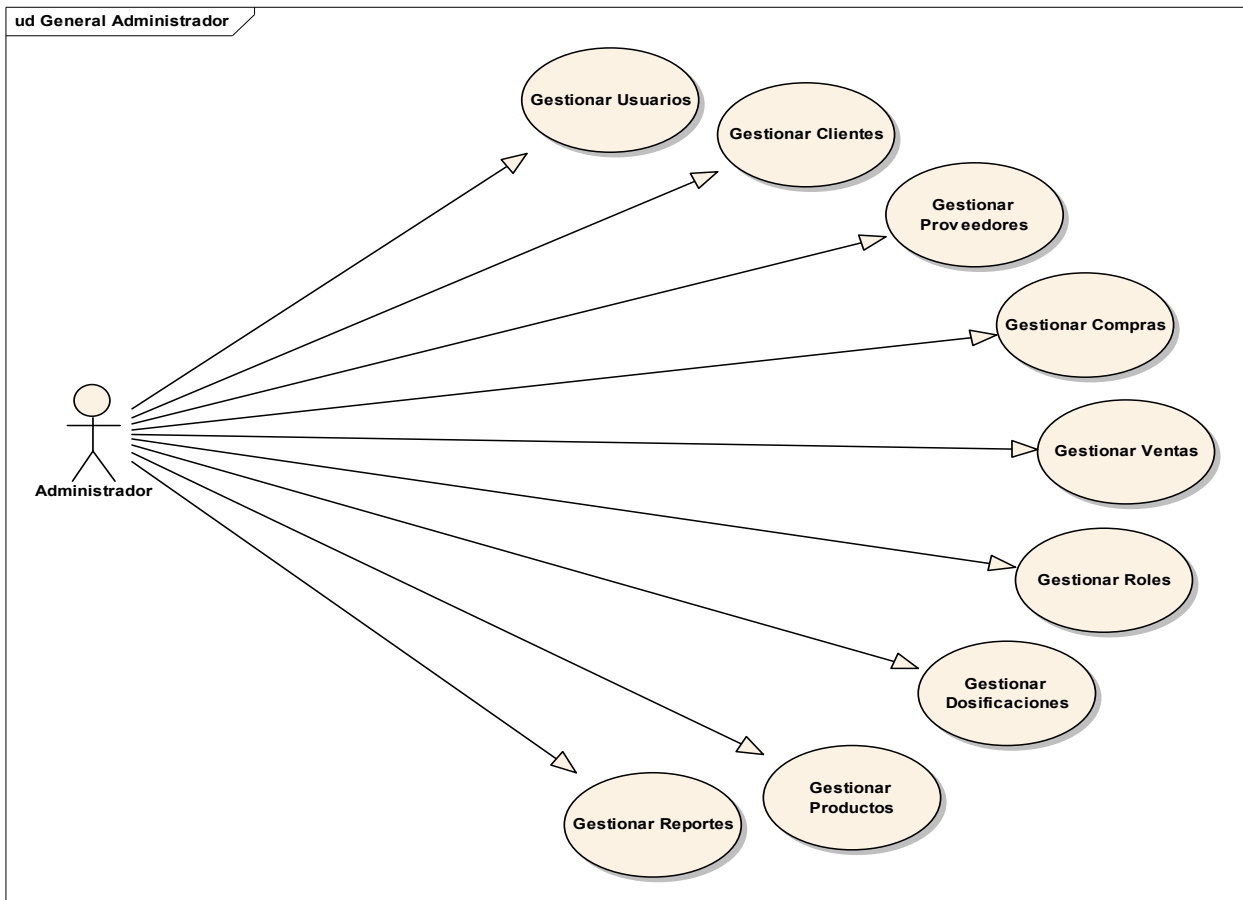 ud General Administrador
Gestionar Usuarios
Gestionar Clientes
Gestionar
Proveedores
Gestionar Compras
Gestionar Ventas
Gestionar Roles
Gestionar
Dosificaciones
Gestionar
Productos
Gestionar Reportes
Administrador